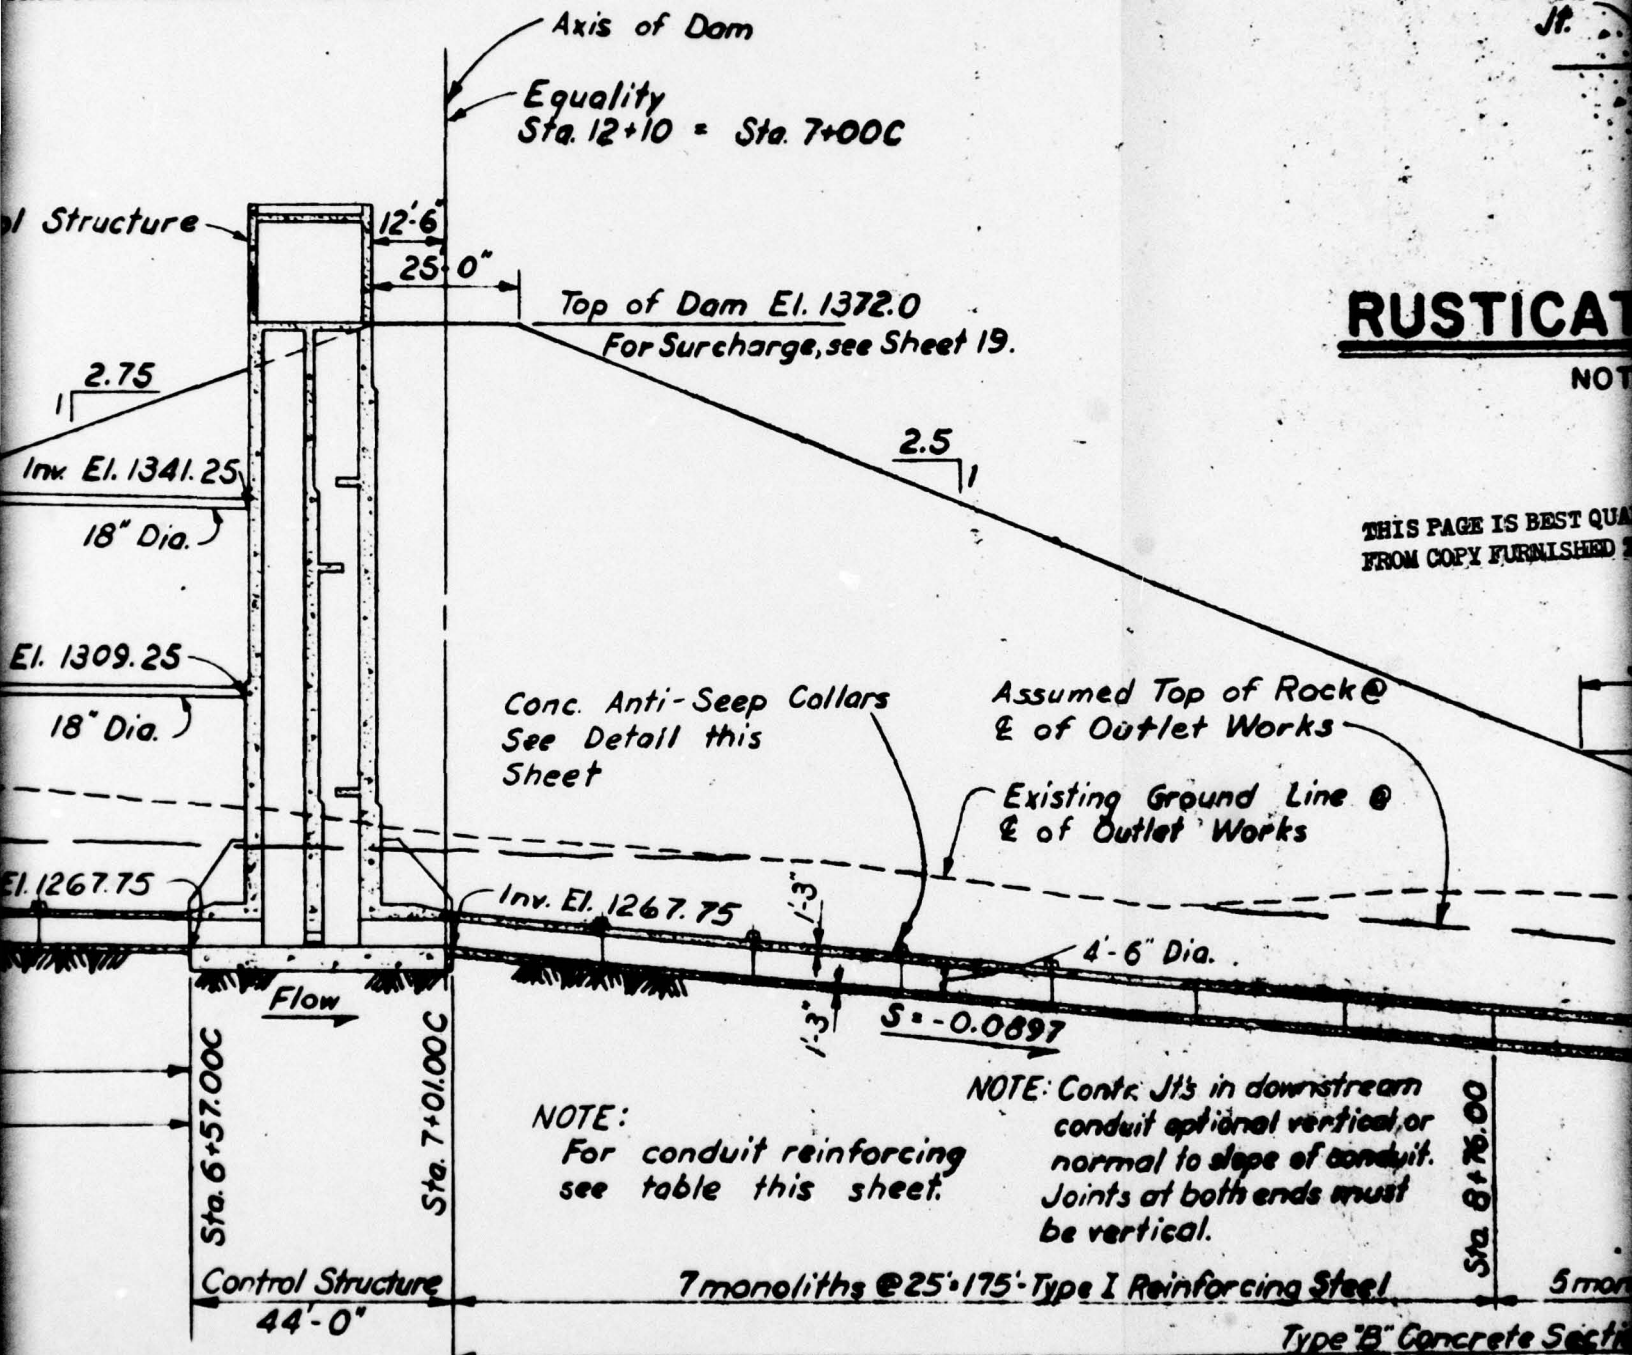 Axis of Dam
Equality
Sta. 12+10 = Sta. 7+00C
Jt.
Structure
12'-6"
25'-0"
Top of Dam El. 1372.0
For Surcharge, see Sheet 19.
RUSTICAT
NOT
2.75
1
Inv. El. 1341.25
18" Dia.
2.5
1
THIS PAGE IS BEST QUA
FROM COPY FURNISHED
El. 1309.25
18" Dia.
Conc. Anti-Seep Collars
See Detail this
Sheet
Assumed Top of Rock @
℄ of Outlet Works
Existing Ground Line @
℄ of Outlet Works
El. 1267.75
Inv. El. 1267.75
1'-3"
4'-6" Dia.
Flow
1'-3"
S = -0.0897
Sta. 6+57.00C
Sta. 7+01.00C
NOTE:
For conduit reinforcing
see table this sheet.
NOTE: Contr. Jt's in downstream
conduit optional vertical, or
normal to slope of conduit.
Joints at both ends must
be vertical.
Sta. 8+76.00
Control Structure
44'-0"
7 monoliths @ 25' = 175' - Type I Reinforcing Steel
5 mon
Type "B" Concrete Secti